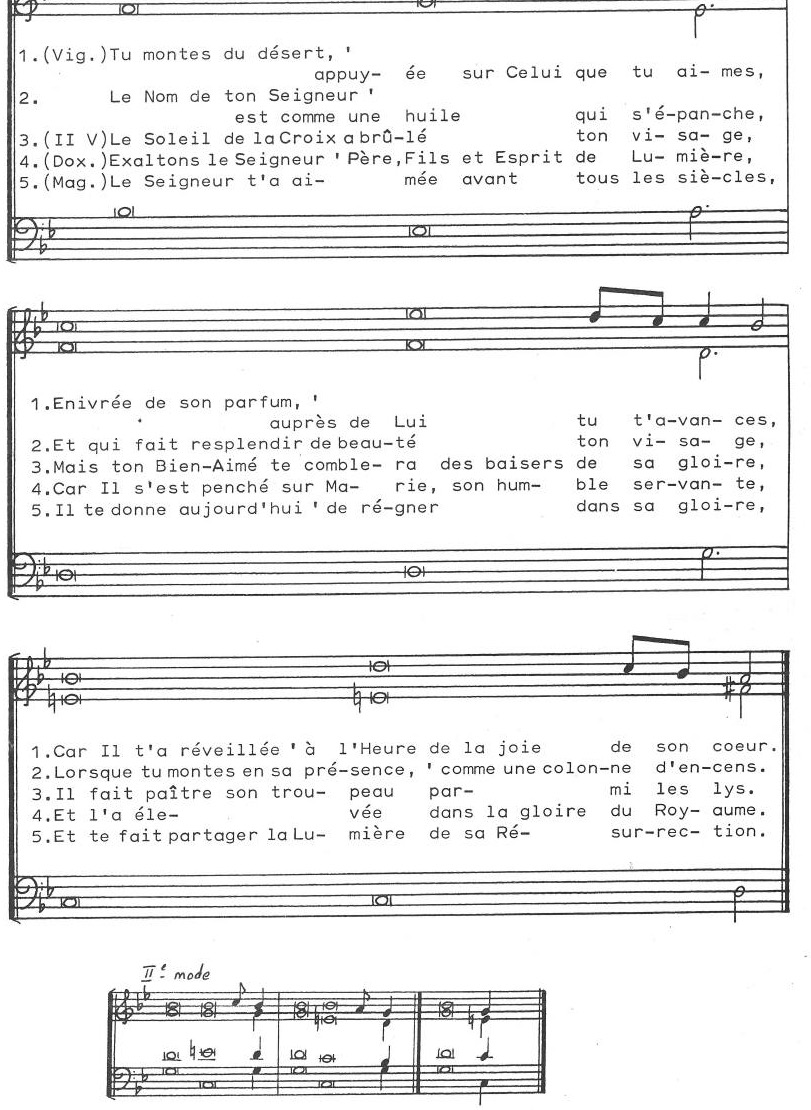 1.(Vig.)Tu montes du désert, '
appuy- ée sur Celui que tu ai- mes,
2. Le Nom de ton Seigneur '
est comme une huile qui s'é-pan-che,
3.(II V)Le Soleil de la Croix a brû-lé ton vi- sa- ge,
4.(Dox.)Exaltons le Seigneur ' Père, Fils et Esprit de Lu- miè-re,
5.(Mag.)Le Seigneur t'a ai- mée avant tous les siè-cles,
1.Enivrée de son parfum, '
auprès de Lui tu t'a-van- ces,
2.Et qui fait resplendir de beau-té ton vi- sa- ge,
3.Mais ton Bien-Aimé te comble- ra des baisers de sa gloi-re,
4.Car Il s'est penché sur Ma- rie, son hum- ble ser-van- te,
5.Il te donne aujourd'hui ' de ré-gner dans sa gloi-re,
1.Car Il t'a réveillée ' à l'Heure de la joie de son coeur.
2.Lorsque tu montes en sa pré-sence, ' comme une colon-ne d'en-cens.
3.Il fait paître son trou- peau par- mi les lys.
4.Et l'a éle- vée dans la gloire du Roy- aume.
5.Et te fait partager la Lu- mière de sa Ré- sur-rec- tion.
IIe mode